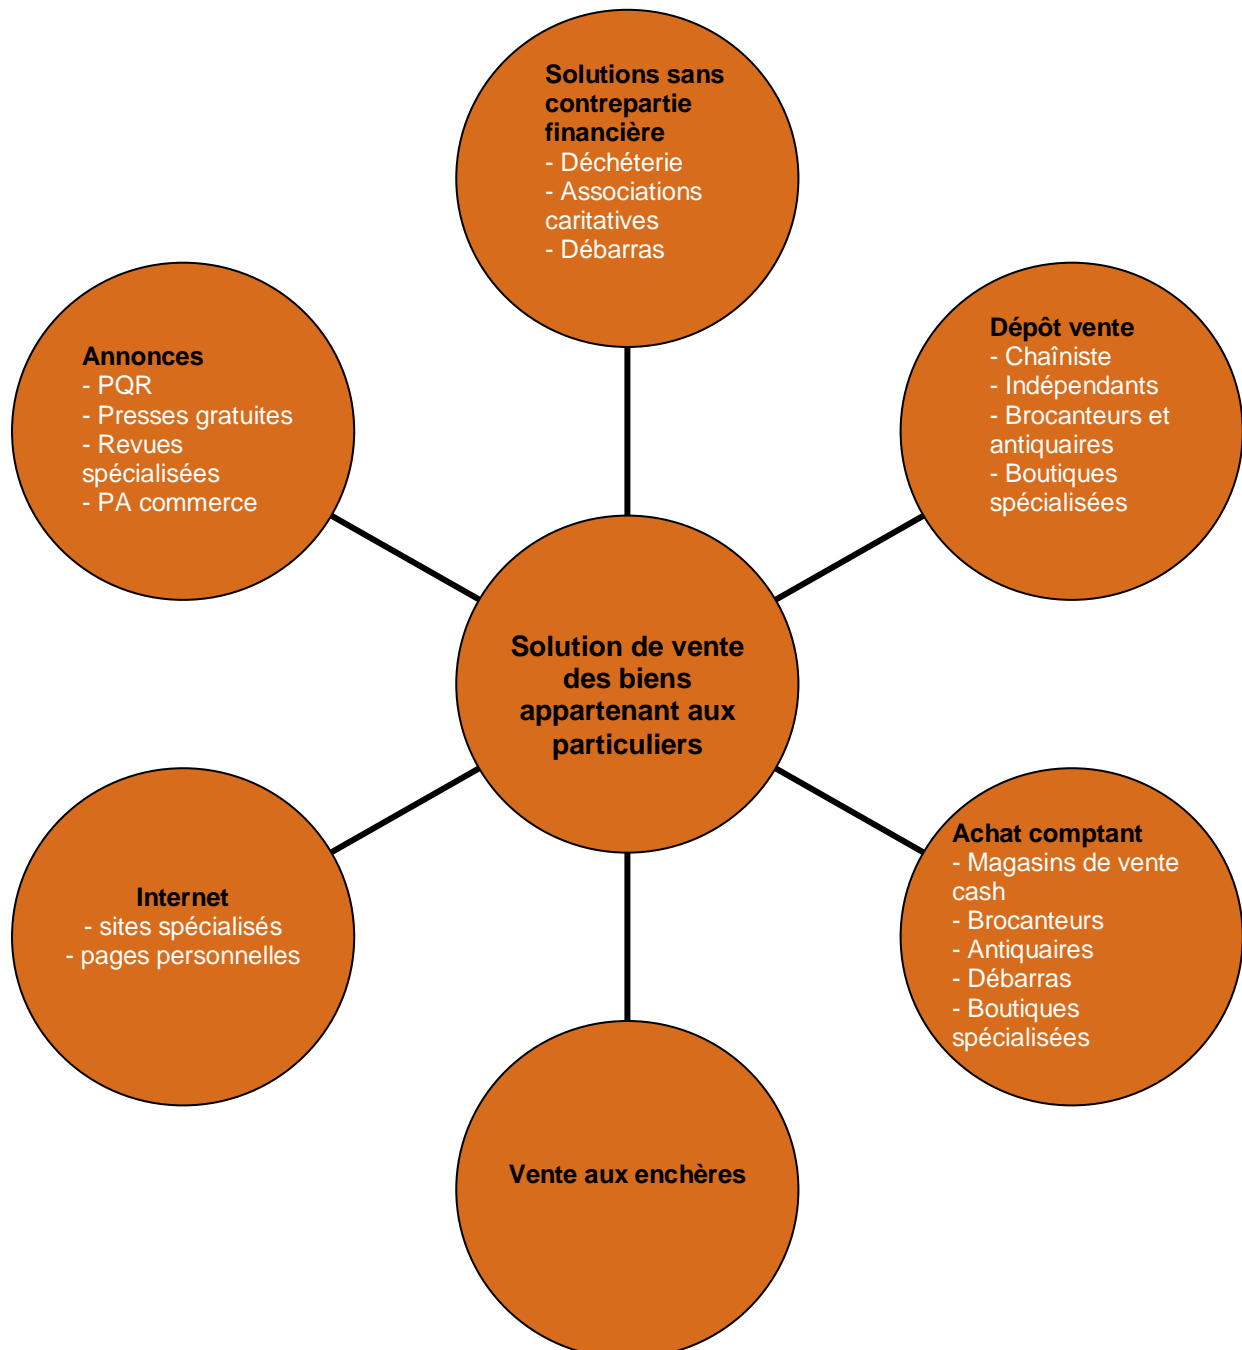 Solutions sans
contrepartie
financière
- Déchéterie
- Associations
caritatives
- Débarras
Annonces
- PQR
- Presses gratuites
- Revues
spécialisées
- PA commerce
Dépôt vente
- Chaîniste
- Indépendants
- Brocanteurs et
antiquaires
- Boutiques
spécialisées
Solution de vente
des biens
appartenant aux
particuliers
Internet
- sites spécialisés
- pages personnelles
Achat comptant
- Magasins de vente
cash
- Brocanteurs
- Antiquaires
- Débarras
- Boutiques
spécialisées
Vente aux enchères